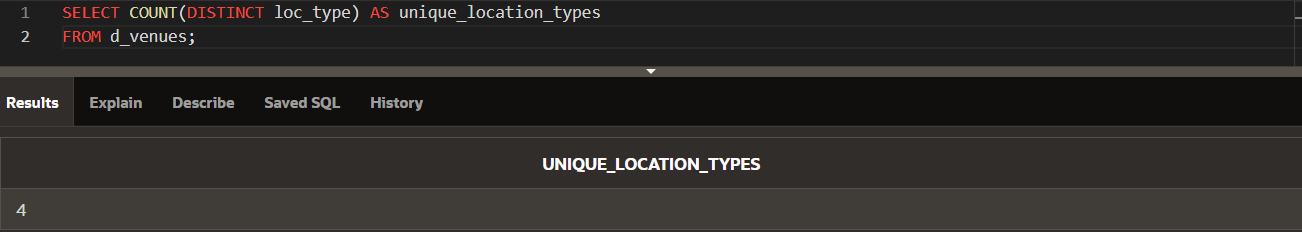 1 SELECT COUNT(DISTINCT loc_type) AS unique_location_types
2 FROM d_venues;
Results Explain Describe Saved SQL History
UNIQUE_LOCATION_TYPES
4